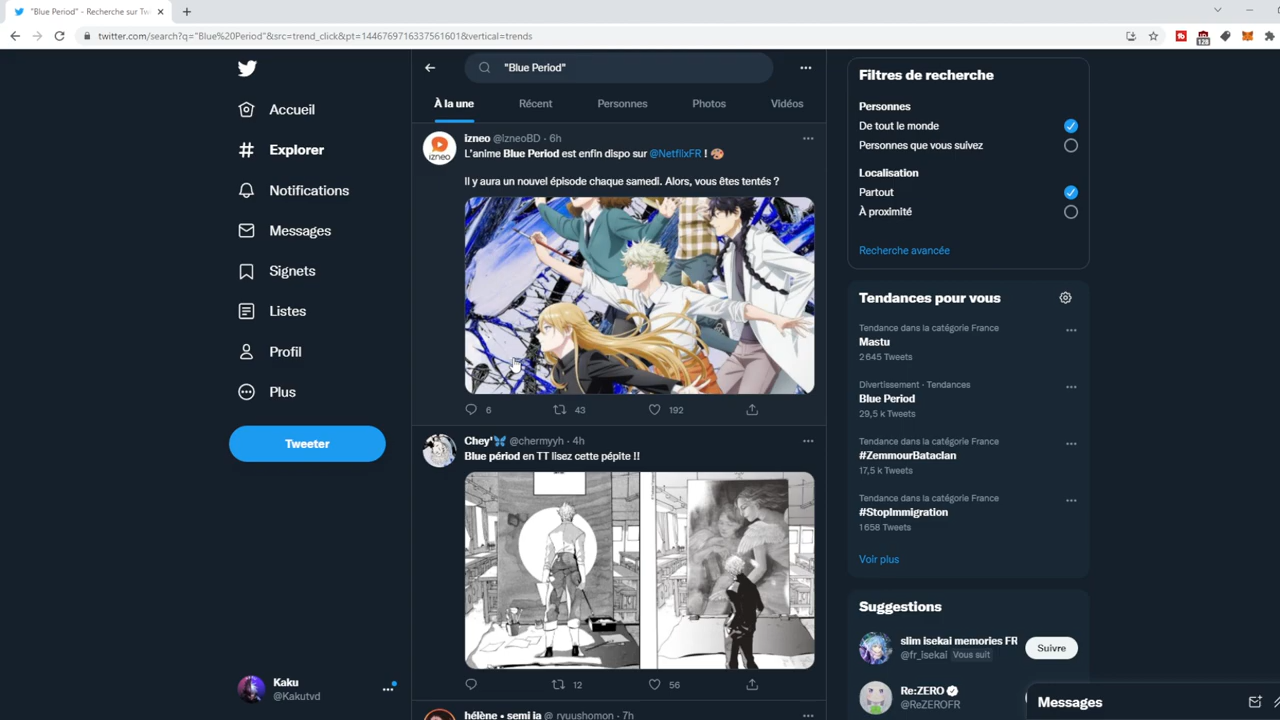 "Blue Period" - Recherche sur Tw
twitter.com/search?q="Blue%20Period"&src=trend_click&pt=1446769716337561601&vertical=trends
128
"Blue Period"
À la une
Récent
Personnes
Photos
Vidéos
Accueil
Explorer
Notifications
Messages
Signets
Listes
Profil
Plus
Tweeter
Kaku
@Kakutvd
izneo @IzneoBD · 6h
L'anime Blue Period est enfin dispo sur @NetflixFR !
Il y aura un nouvel épisode chaque samedi. Alors, vous êtes tentés ?
izneo
6
43
192
Chey' @chermyyh · 4h
Blue périod en TT lisez cette pépite !!
12
56
hélène • semi ia @_ryuushomon · 7h
Filtres de recherche
Personnes
De tout le monde
Personnes que vous suivez
Localisation
Partout
À proximité
Recherche avancée
Tendances pour vous
Tendance dans la catégorie France
Mastu
2 645 Tweets
Divertissement · Tendances
Blue Period
29,5 k Tweets
Tendance dans la catégorie France
#ZemmourBataclan
17,5 k Tweets
Tendance dans la catégorie France
#StopImmigration
1 658 Tweets
Voir plus
Suggestions
slim isekai memories FR
@fr_isekai Vous suit
Suivre
Re:ZERO
@ReZEROFR
Messages